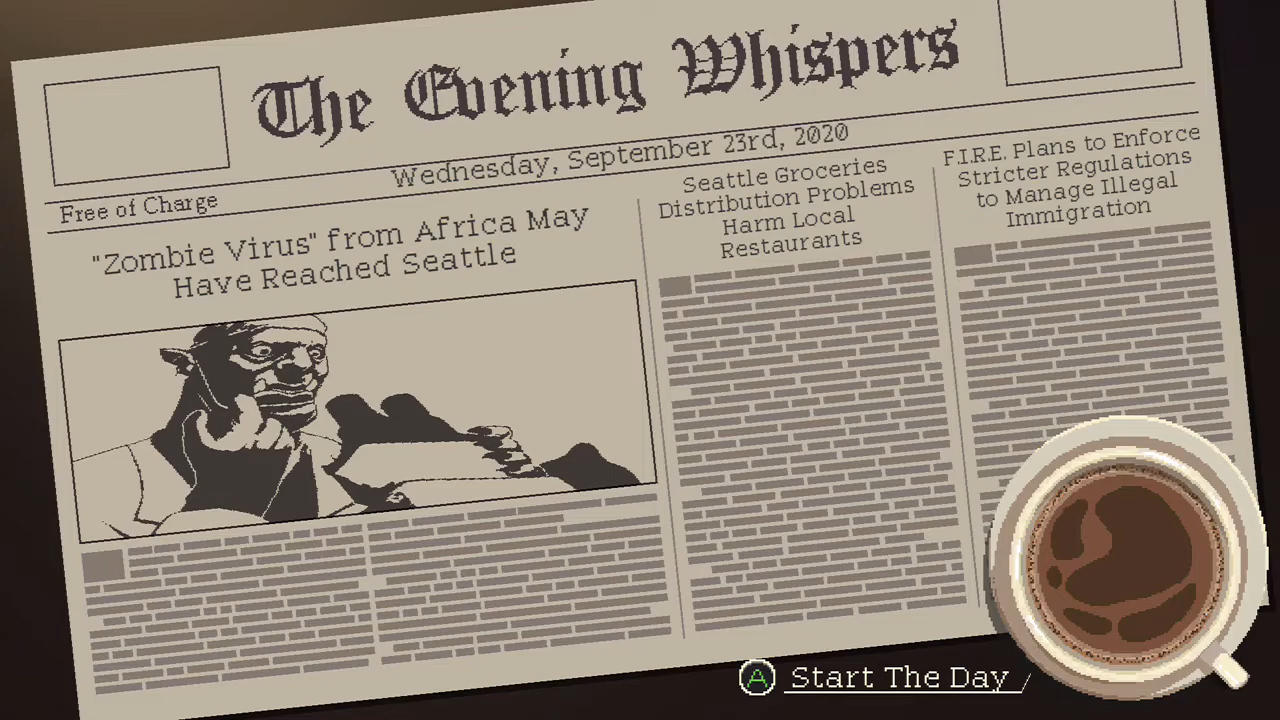 The Evening Whispers
Wednesday, September 23rd, 2020
Free of Charge
"Zombie Virus" from Africa May
Have Reached Seattle
Seattle Groceries
Distribution Problems
Harm Local
Restaurants
F.I.R.E. Plans to Enforce
Stricter Regulations
to Manage Illegal
Immigration
A Start The Day